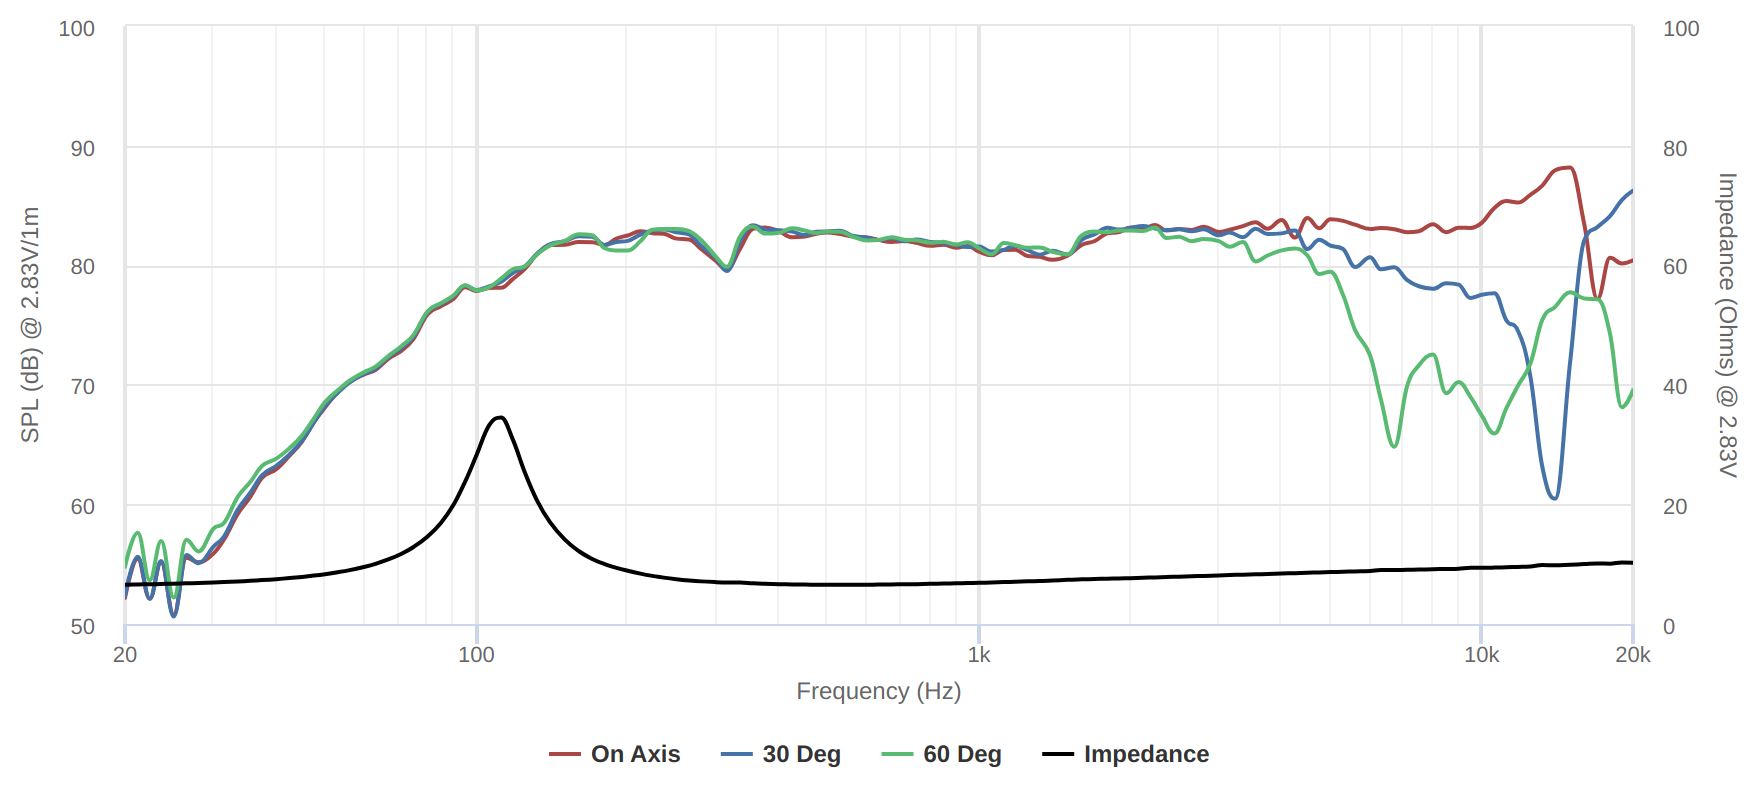 100
90
80
70
60
50
SPL (dB) @ 2.83V/1m
100
80
60
40
20
0
Impedance (Ohms) @ 2.83V
20
100
1k
10k
20k
Frequency (Hz)
On Axis
30 Deg
60 Deg
Impedance